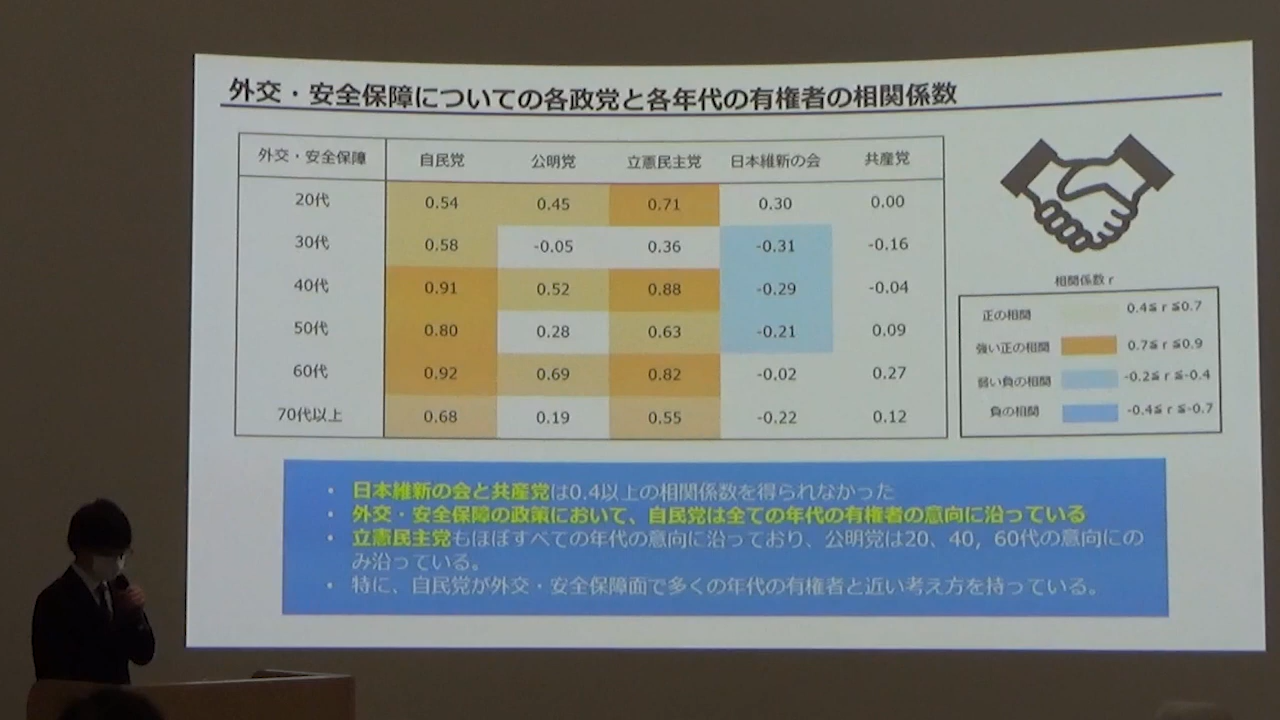 外交・安全保障についての各政党と各年代の有権者の相関係数
外交・安全保障 自民党 公明党 立憲民主党 日本維新の会 共産党
20代 0.54 0.45 0.71 0.30 0.00
30代 0.58 -0.05 0.36 -0.31 -0.16
40代 0.91 0.52 0.88 -0.29 -0.04
50代 0.80 0.28 0.63 -0.21 0.09
60代 0.92 0.69 0.82 -0.02 0.27
70代以上 0.68 0.19 0.55 -0.22 0.12
相関係数 r
正の相関 0.4≦r≦0.7
強い正の相関 0.7≦r≦0.9
弱い負の相関 -0.2≦r≦-0.4
負の相関 -0.4≦r≦-0.7
・ 日本維新の会と共産党は0.4以上の相関係数を得られなかった
・ 外交・安全保障の政策において、自民党は全ての年代の有権者の意向に沿っている
・ 立憲民主党もほぼすべての年代の意向に沿っており、公明党は20、40，60代の意向にの
み沿っている。
・ 特に、自民党が外交・安全保障面で多くの年代の有権者と近い考え方を持っている。